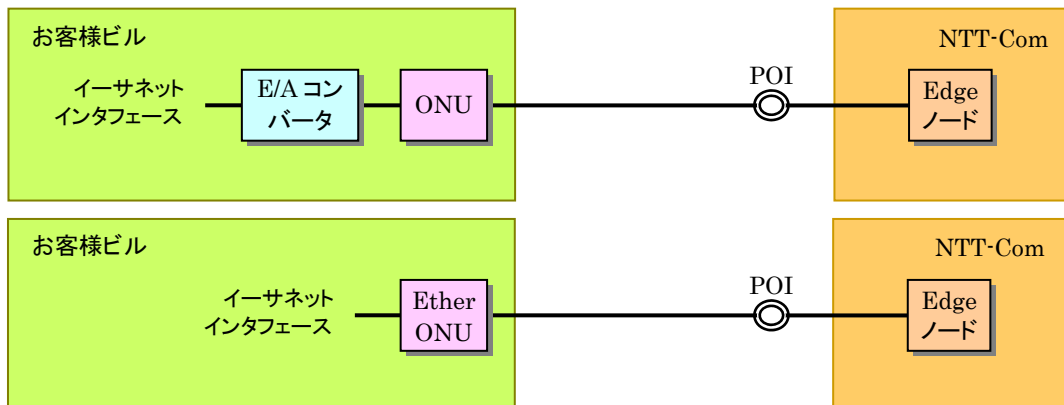 お客様ビル
NTT-Com
イーサネット
インタフェース
E/A コン
バータ
ONU
POI
Edge
ノード
お客様ビル
NTT-Com
イーサネット
インタフェース
Ether
ONU
POI
Edge
ノード